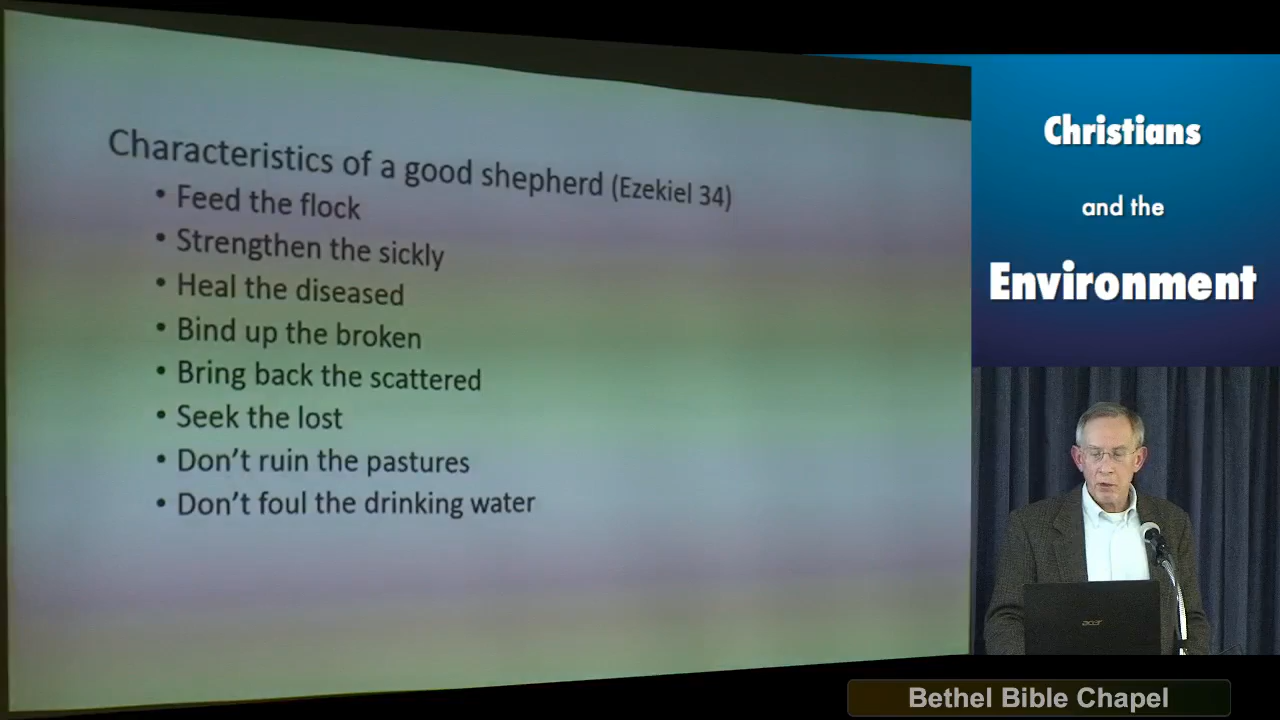 Characteristics of a good shepherd (Ezekiel 34)
• Feed the flock
• Strengthen the sickly
• Heal the diseased
• Bind up the broken
• Bring back the scattered
• Seek the lost
• Don’t ruin the pastures
• Don’t foul the drinking water
Christians
and the
Environment
acer
Bethel Bible Chapel